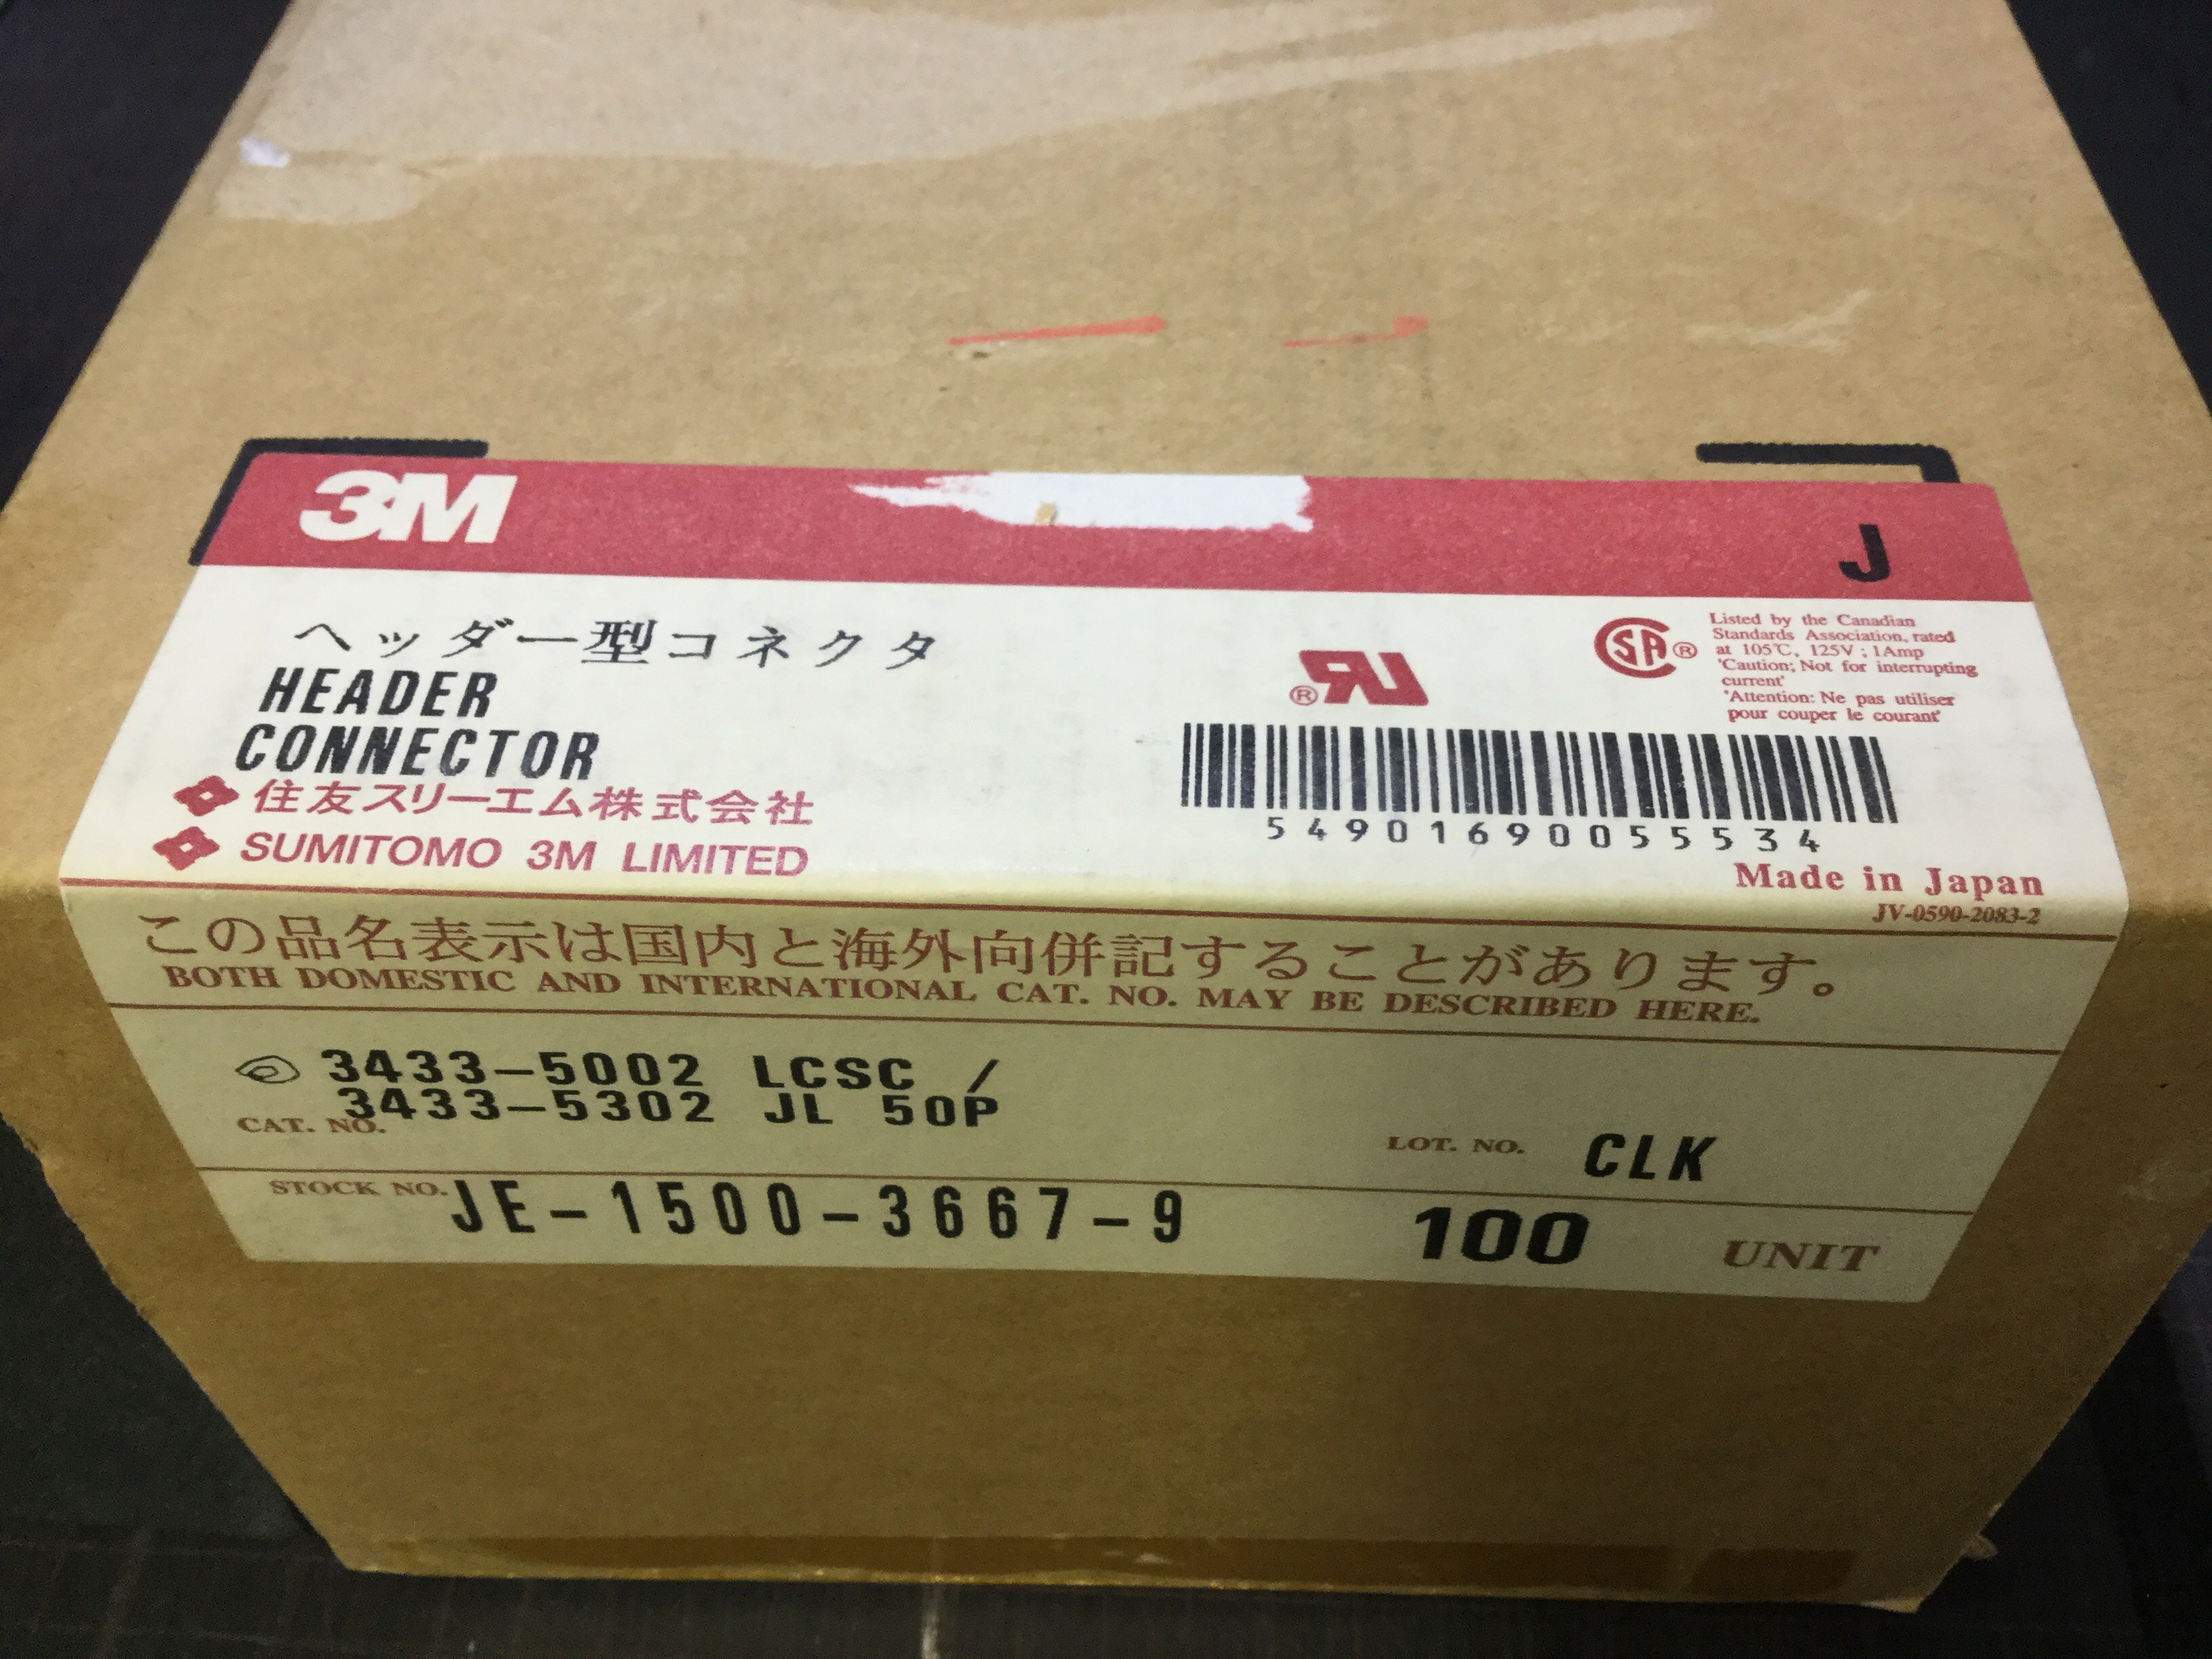 3M
J
ヘッダー型コネクタ
HEADER
CONNECTOR
住友スリーエム株式会社
SUMITOMO 3M LIMITED
RU®
SA®
Listed by the Canadian
Standards Association, rated
at 105℃, 125V ; 1Amp
'Caution; Not for interrupting
current'
'Attention: Ne pas utiliser
pour couper le courant'
54901690055534
Made in Japan
JV-0590-2083-2
この品名表示は国内と海外向併記することがあります。
BOTH DOMESTIC AND INTERNATIONAL CAT. NO. MAY BE DESCRIBED HERE.
3433-5002 LCSC /
3433-5302 JL 50P
CAT. NO.
LOT. NO. CLK
STOCK NO. JE-1500-3667-9
100 UNIT